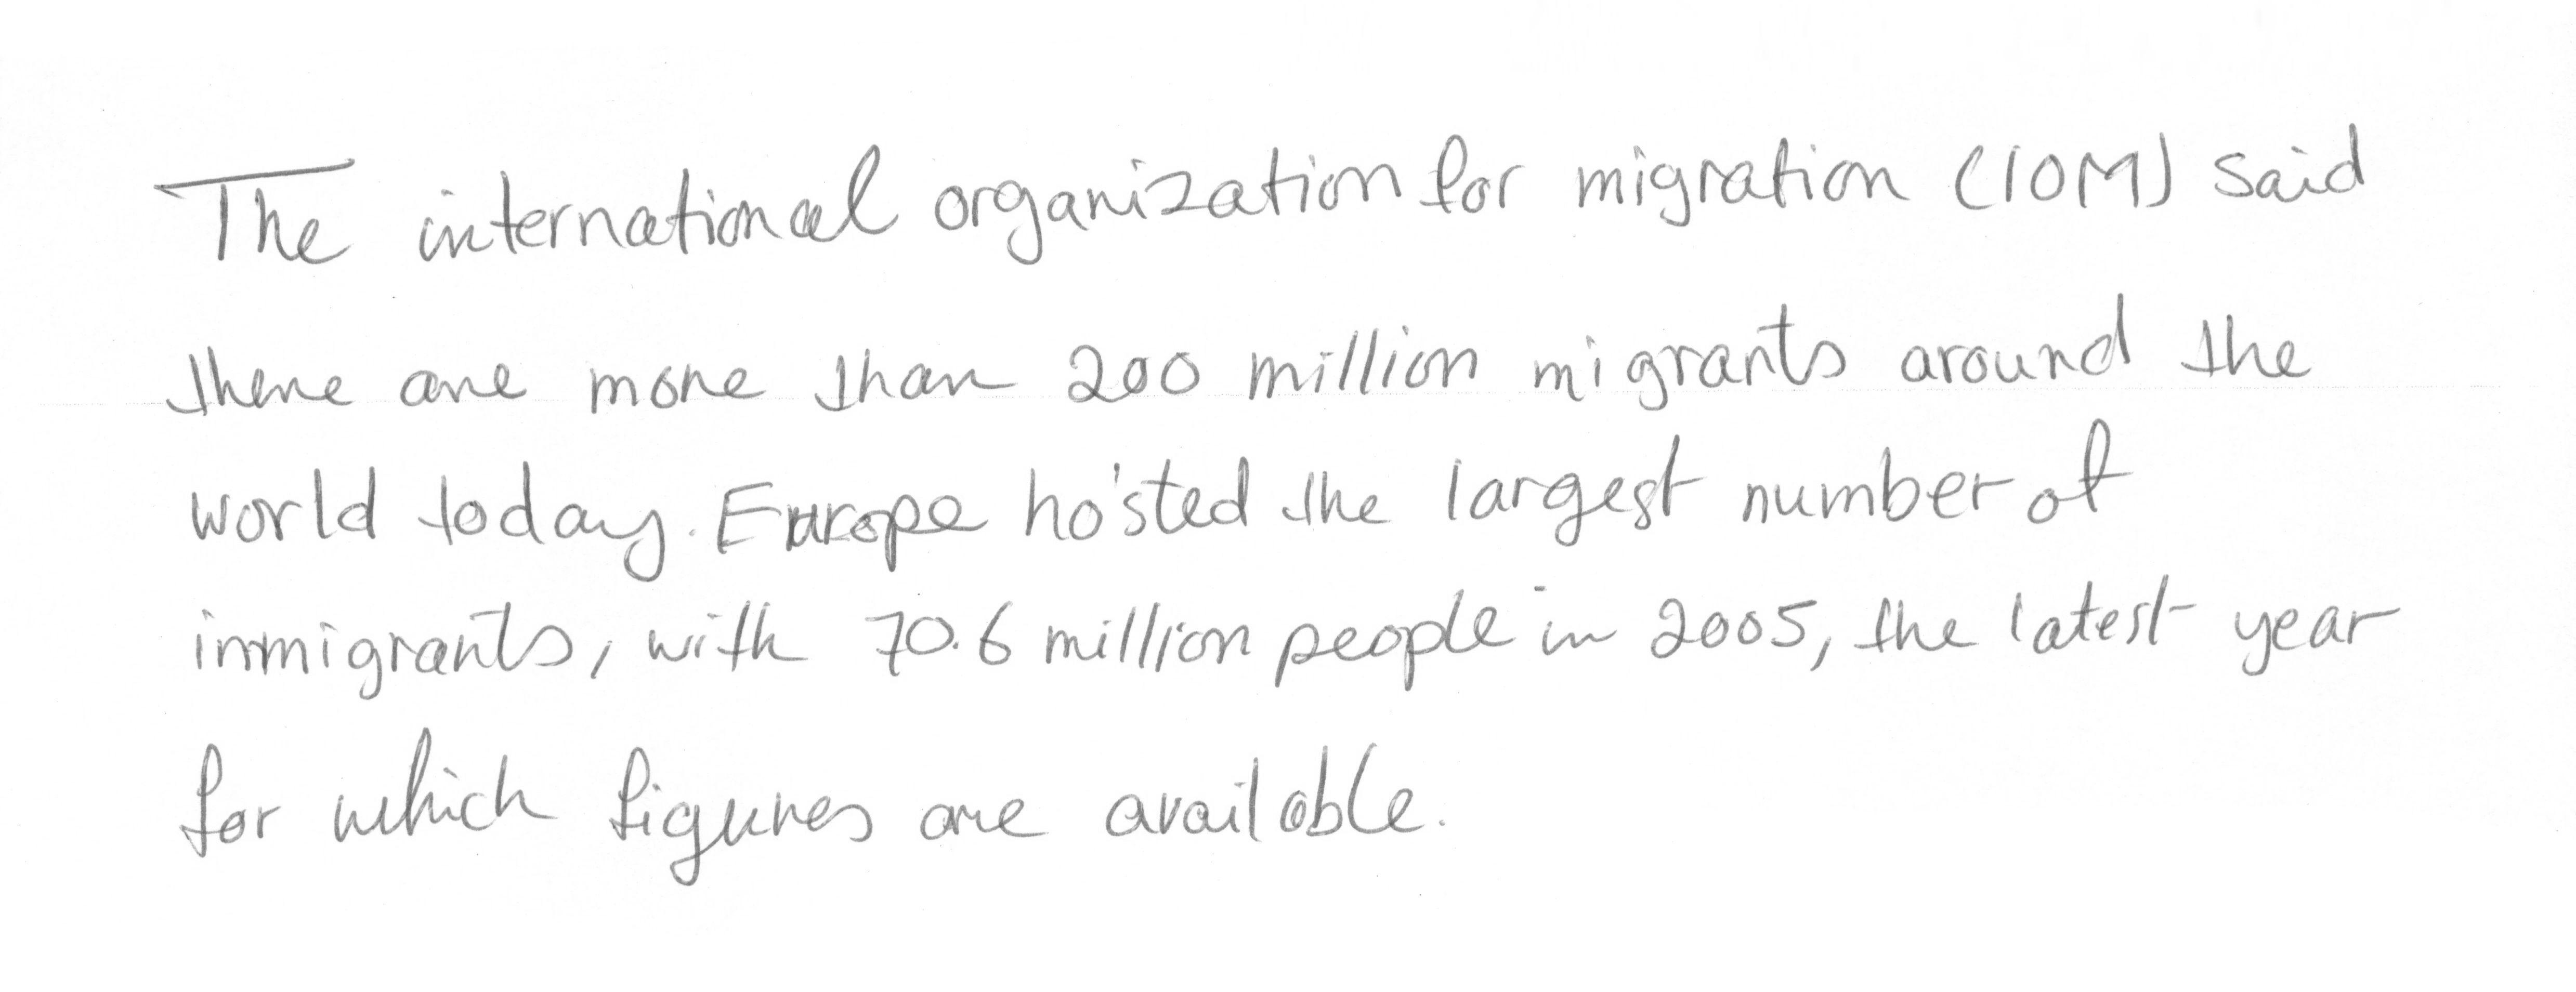 The international organization for migration (IOM) said
there are more than 200 million migrants around the
world today. Europe hosted the largest number of
immigrants, with 70.6 million people in 2005, the latest year
for which figures are available.